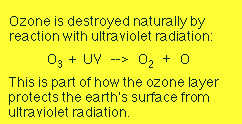 Ozone is destroyed naturally by
reaction with ultraviolet radiation:
O₃ + UV --> O₂ + O
This is part of how the ozone layer
protects the earth's surface from
ultraviolet radiation.